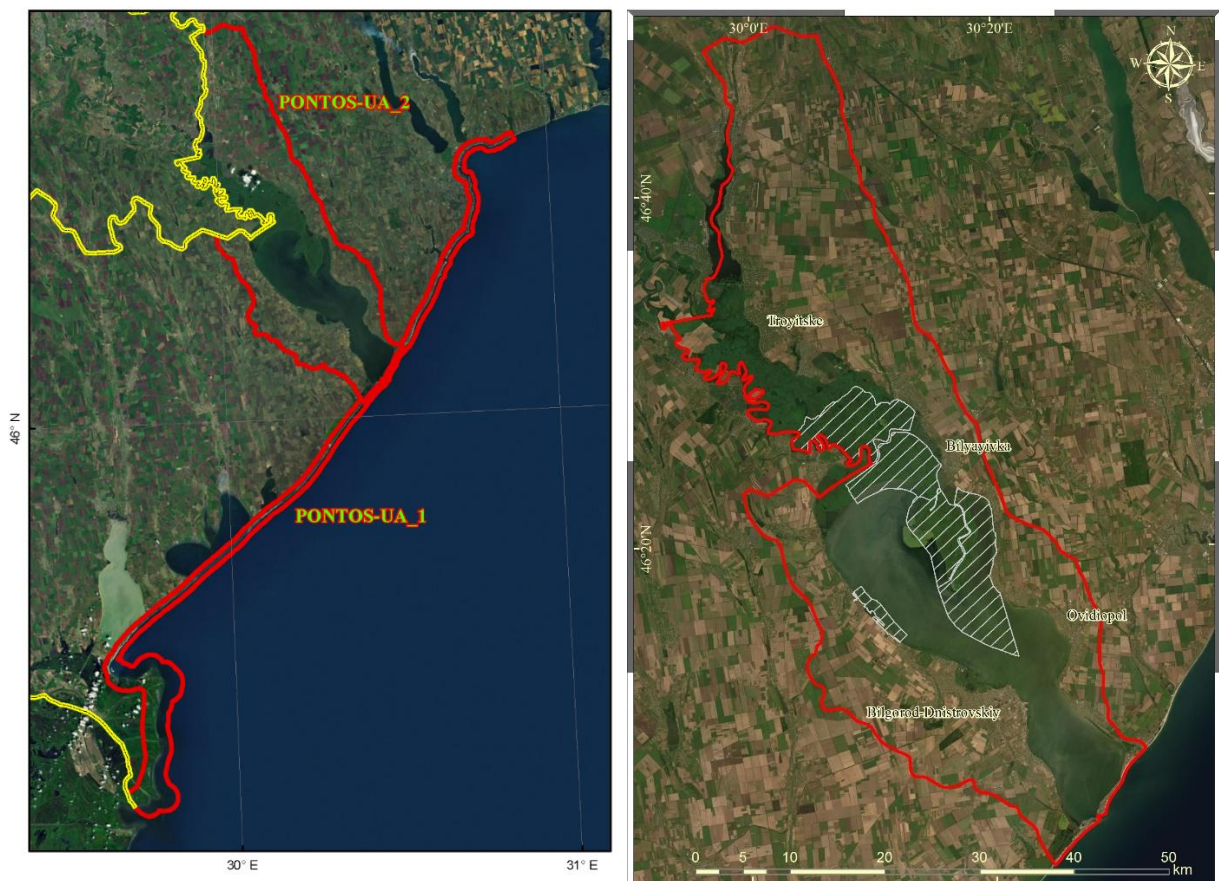 PONTOS-UA_2
PONTOS-UA_1
46° N
30° E
31° E
30°0'E
30°20'E
N
W
E
S
46°40'N
Troyitske
Bilyayivka
46°20'N
Ovidiopol
Bilgorod-Dnistrovskiy
0 5 10 20 30 40 50
km